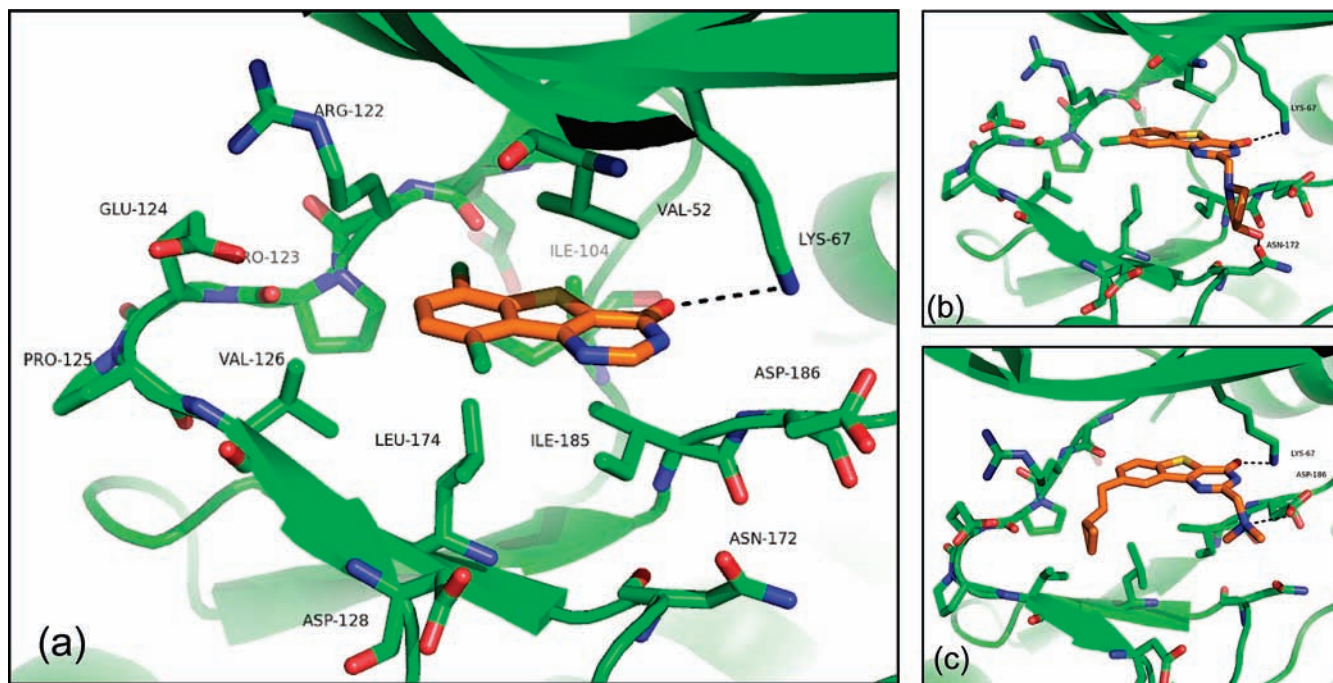 ARG-122
GLU-124
RO-123
ILE-104
VAL-52
LYS-67
PRO-125
VAL-126
ASP-186
LEU-174
ILE-185
ASN-172
ASP-128
(a)
LYS-67
ASN-172
(b)
LYS-67
ASP-186
(c)